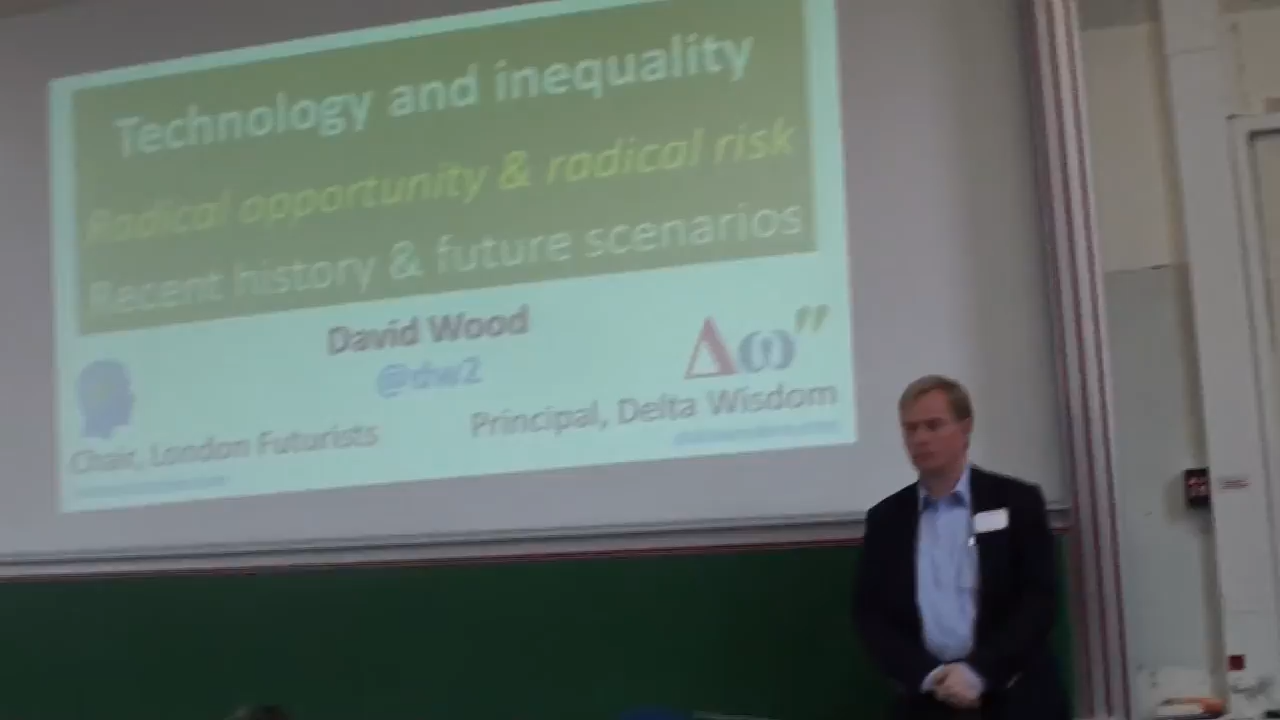 Technology and inequality
Radical opportunity & radical risk
Recent history & future scenarios
David Wood
@dw2
Δω”
Chair, London Futurists
Principal, Delta Wisdom